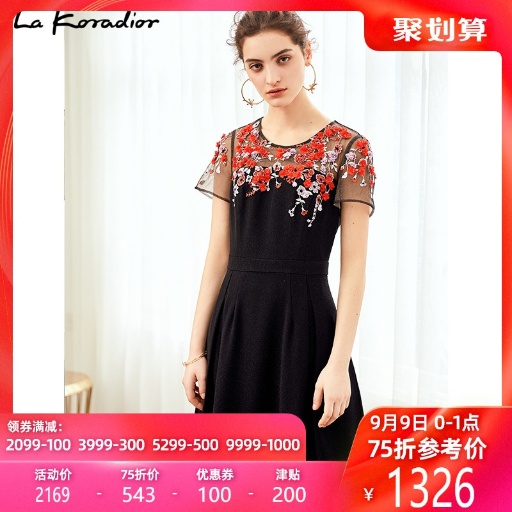 La Koradior
聚划算
领券满减:
2099-100 3999-300 5299-500 9999-1000
活动价 75折价 优惠券 津贴
2169 - 543 - 100 - 200
9月9日 0-1点
75折参考价
¥ 1326